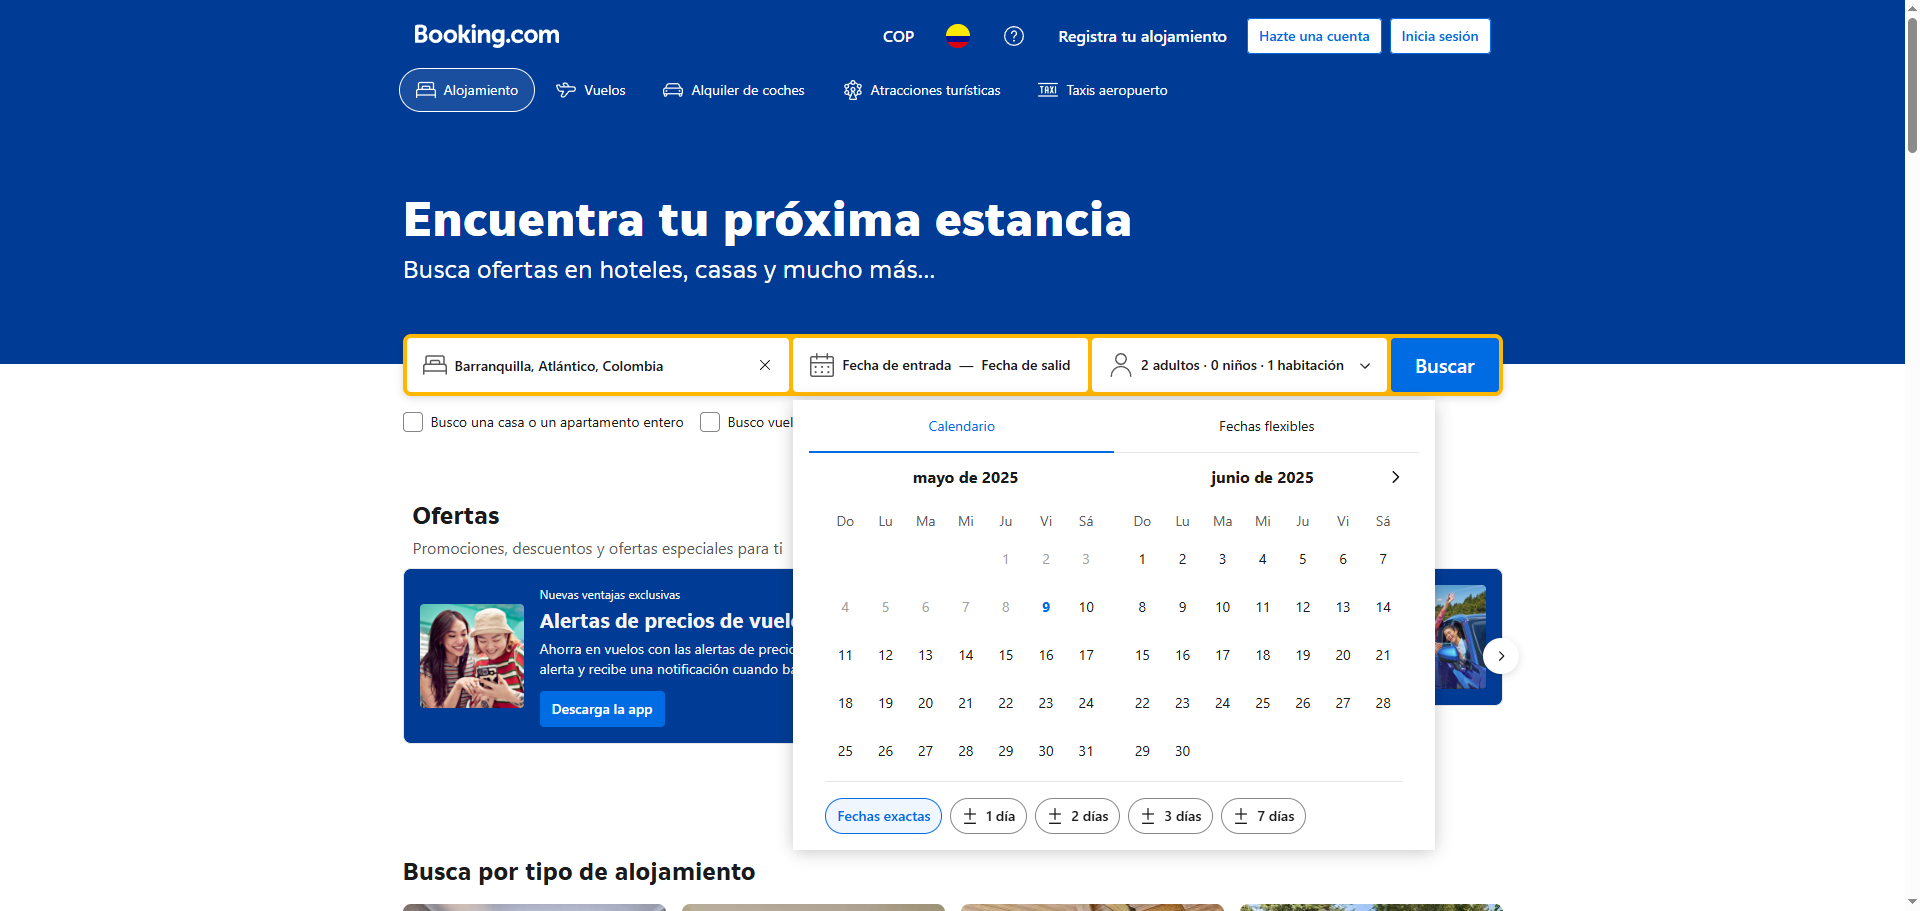 Booking.com
COP
Registra tu alojamiento
Hazte una cuenta
Inicia sesión
Alojamiento
Vuelos
Alquiler de coches
Atracciones turísticas
TAXI Taxis aeropuerto
Encuentra tu próxima estancia
Busca ofertas en hoteles, casas y mucho más...
Barranquilla, Atlántico, Colombia
Fecha de entrada — Fecha de salid
2 adultos · 0 niños · 1 habitación
Buscar
Busco una casa o un apartamento entero
Busco vuel
Calendario
Fechas flexibles
mayo de 2025
Do Lu Ma Mi Ju Vi Sá
1 2 3
4 5 6 7 8 9 10
11 12 13 14 15 16 17
18 19 20 21 22 23 24
25 26 27 28 29 30 31
junio de 2025
Do Lu Ma Mi Ju Vi Sá
1 2 3 4 5 6 7
8 9 10 11 12 13 14
15 16 17 18 19 20 21
22 23 24 25 26 27 28
29 30
Fechas exactas
± 1 día
± 2 días
± 3 días
± 7 días
Ofertas
Promociones, descuentos y ofertas especiales para ti
Nuevas ventajas exclusivas
Alertas de precios de vuel
Ahorra en vuelos con las alertas de preci
alerta y recibe una notificación cuando ba
Descarga la app
Busca por tipo de alojamiento